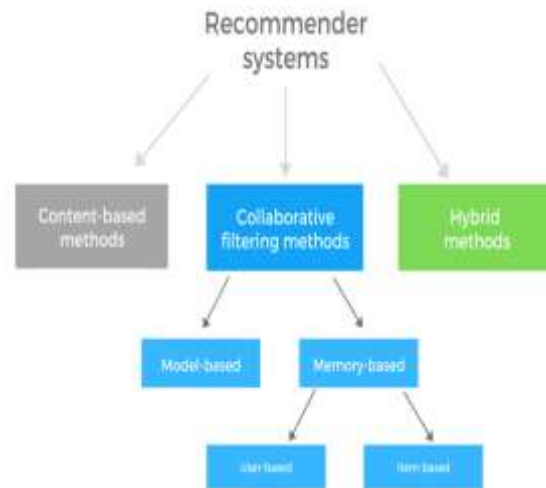 Recommender
systems
Content-based
methods
Collaborative
filtering methods
Hybrid
methods
Model-based
Memory-based
User-based
Item-based